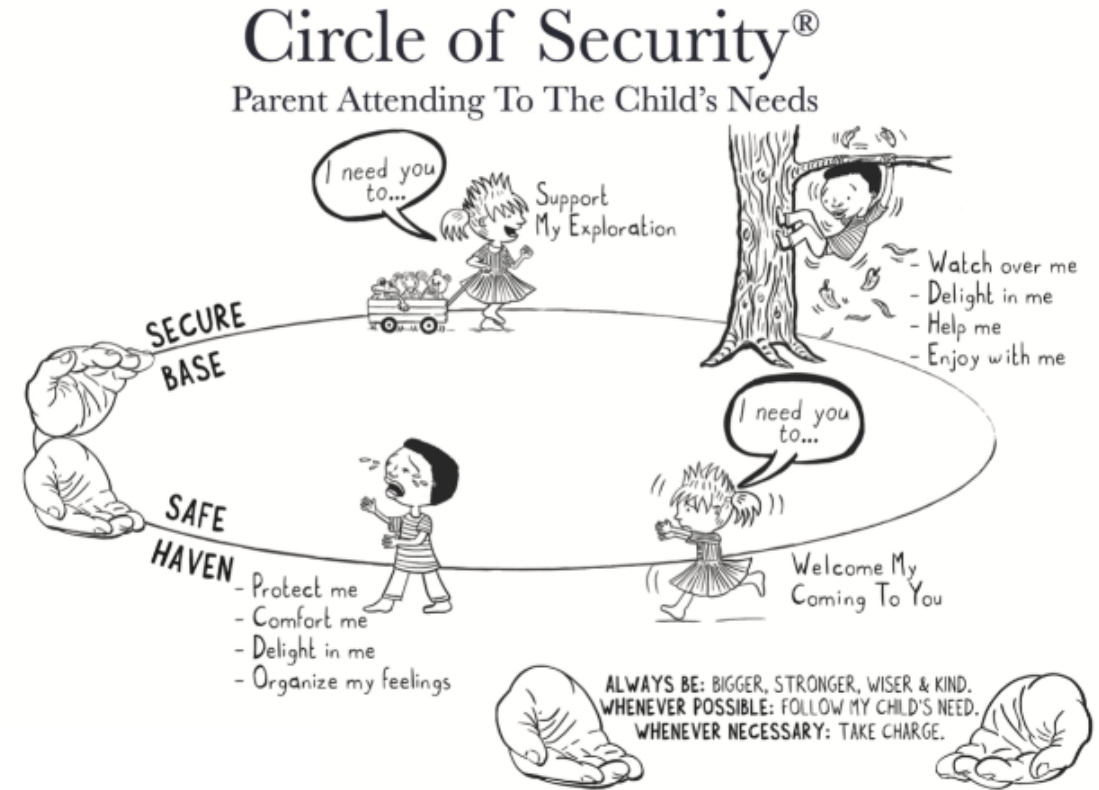 Circle of Security®
Parent Attending To The Child's Needs
I need you
to...
Support
My Exploration
- Watch over me
- Delight in me
- Help me
- Enjoy with me
SECURE
BASE
I need you
to...
SAFE
HAVEN
- Protect me
- Comfort me
- Delight in me
- Organize my feelings
Welcome My
Coming To You
ALWAYS BE: BIGGER, STRONGER, WISER & KIND.
WHENEVER POSSIBLE: FOLLOW MY CHILD'S NEED.
WHENEVER NECESSARY: TAKE CHARGE.